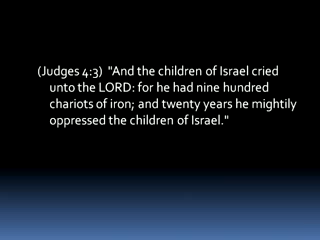 (Judges 4:3)  "And the children of Israel cried
unto the LORD: for he had nine hundred
chariots of iron; and twenty years he mightily
oppressed the children of Israel."